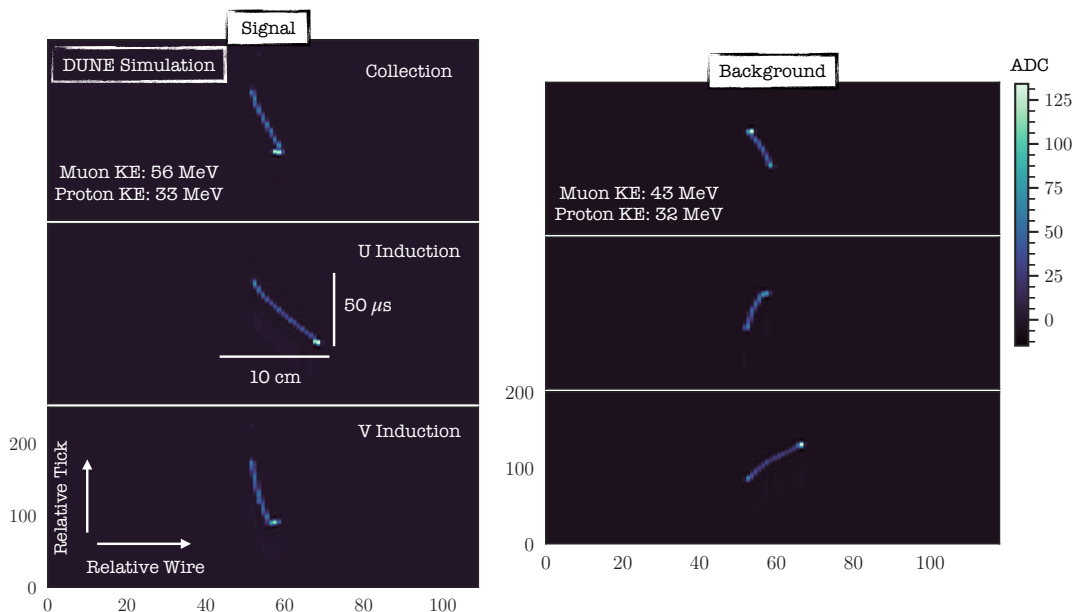 Signal
DUNE Simulation
Collection
Muon KE: 56 MeV
Proton KE: 33 MeV
U Induction
50 μs
10 cm
V Induction
Relative Tick
Relative Wire
200
100
0
0 20 40 60 80 100
Background
Muon KE: 43 MeV
Proton KE: 32 MeV
200
100
0
0 20 40 60 80 100
ADC
125
100
75
50
25
0